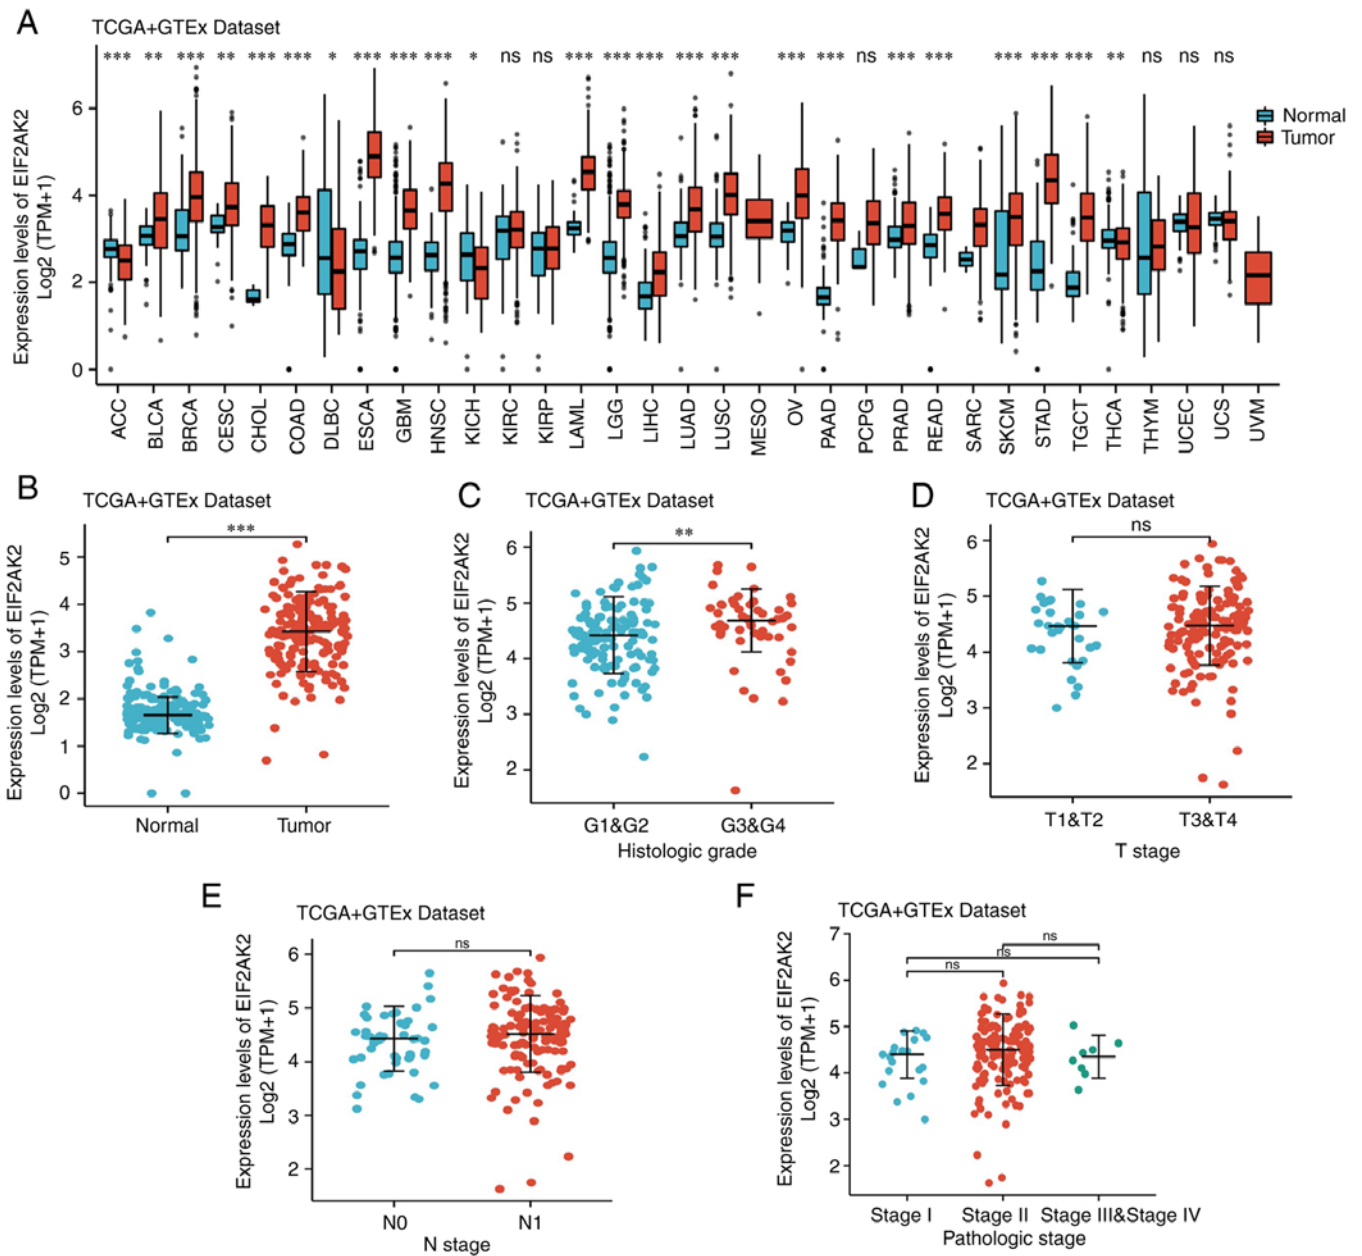 A
TCGA+GTEx Dataset
*** ** *** ** *** *** * *** *** *** * ns ns *** *** *** *** *** *** *** ns *** *** *** *** *** ** ns ns ns
Expression levels of EIF2AK2
Log2 (TPM+1)
6
4
2
0
Normal
Tumor
ACC BLCA BRCA CESC CHOL COAD DLBC ESCA GBM HNSC KICH KIRC KIRP LAML LGG LIHC LUAD LUSC MESO OV PAAD PCPG PRAD READ SARC SKCM STAD TGCT THCA THYM UCEC UCS UVM
B
TCGA+GTEx Dataset
***
Expression levels of EIF2AK2
Log2 (TPM+1)
5
4
3
2
1
0
Normal Tumor
C
TCGA+GTEx Dataset
**
Expression levels of EIF2AK2
Log2 (TPM+1)
6
5
4
3
2
G1&G2 G3&G4
Histologic grade
D
TCGA+GTEx Dataset
ns
Expression levels of EIF2AK2
Log2 (TPM+1)
6
5
4
3
2
T1&T2 T3&T4
T stage
E
TCGA+GTEx Dataset
ns
Expression levels of EIF2AK2
Log2 (TPM+1)
6
5
4
3
2
N0 N1
N stage
F
TCGA+GTEx Dataset
ns
ns
ns
Expression levels of EIF2AK2
Log2 (TPM+1)
7
6
5
4
3
2
Stage I Stage II Stage III&Stage IV
Pathologic stage